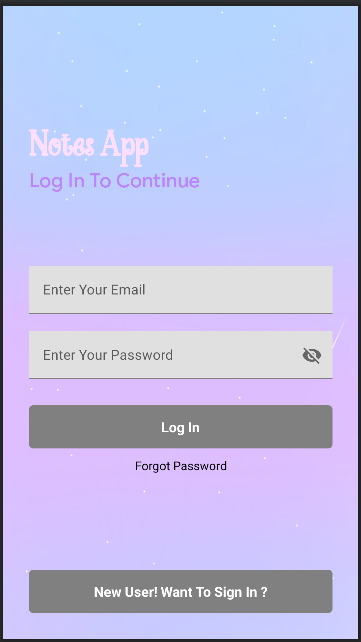 Notes App
Log In To Continue
Enter Your Email
Enter Your Password
Log In
Forgot Password
New User! Want To Sign In ?